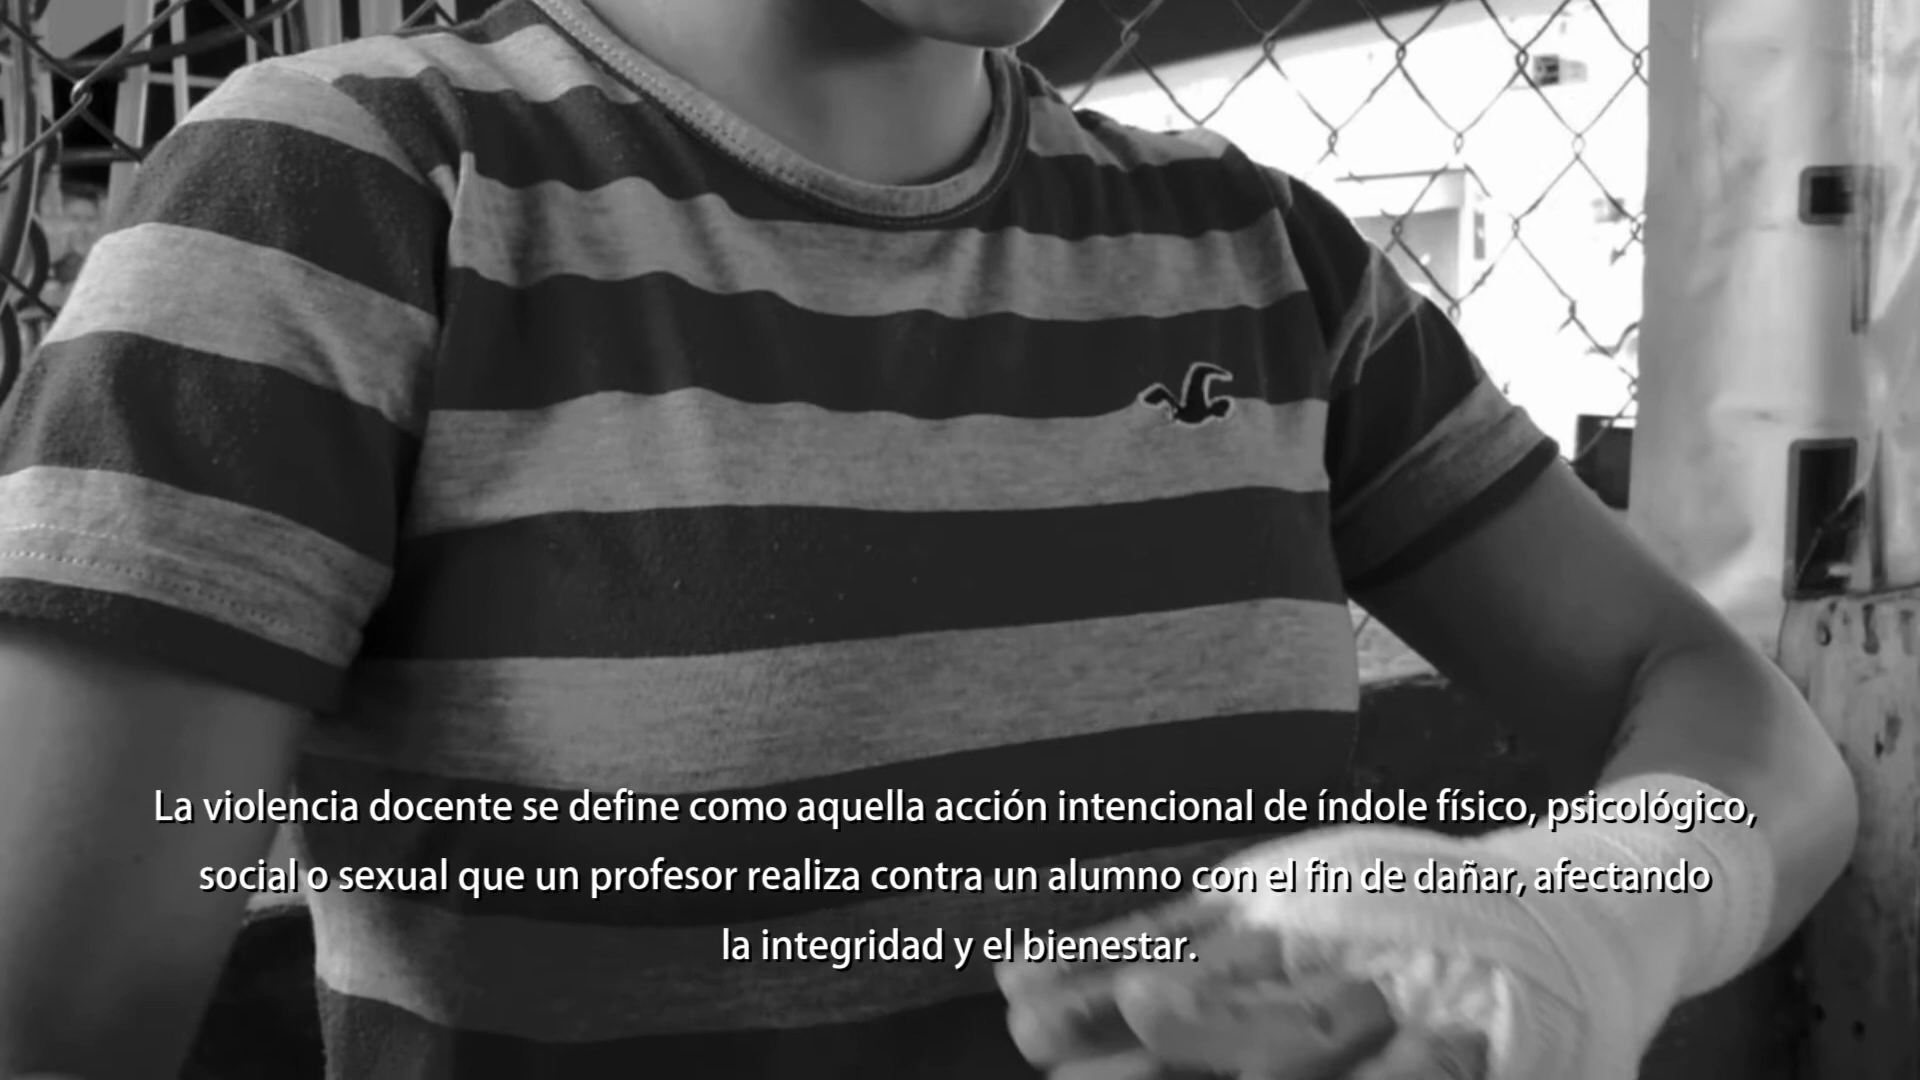 La violencia docente se define como aquella acción intencional de índole físico, psicológico,
social o sexual que un profesor realiza contra un alumno con el fin de dañar, afectando
la integridad y el bienestar.